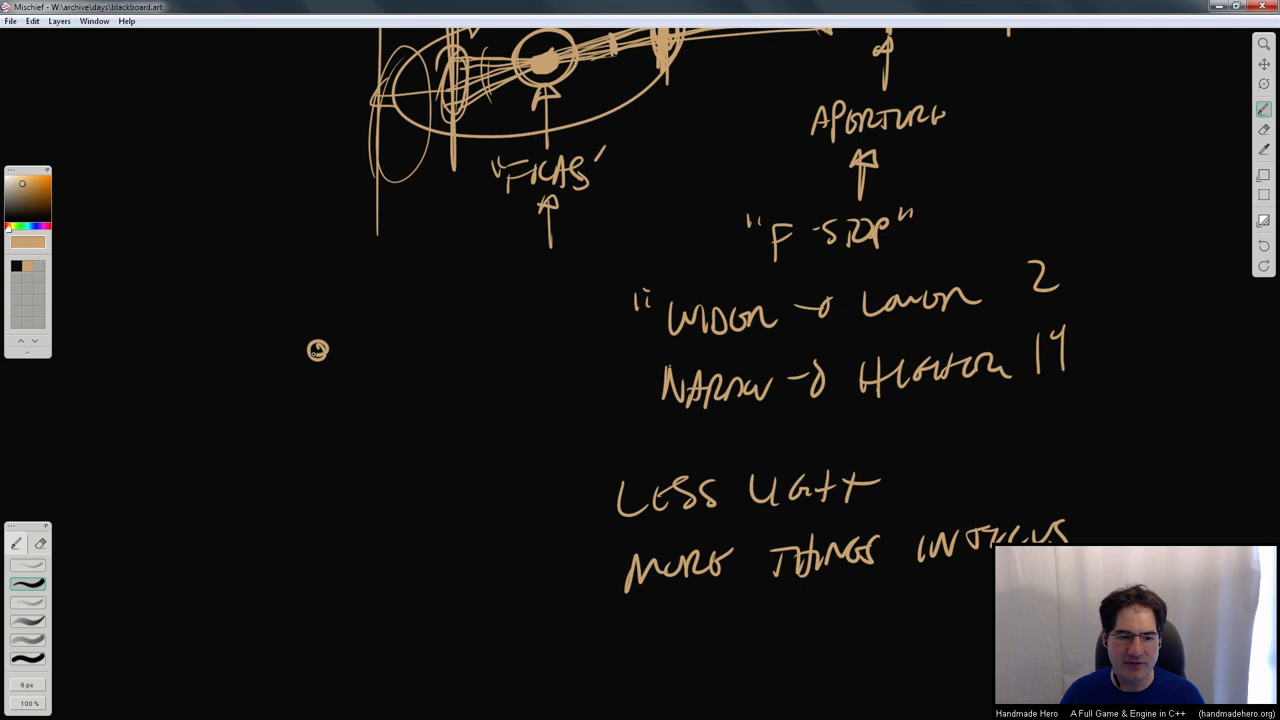 Mischief - W:\archive\days\blackboard.art
File Edit Layers Window Help
APERTURE
"FOCUS"
"F-STOP"
"WIDER → LOWER 2
NARROW → HIGHER 14
LESS LIGHT
MORE THINGS IN FOCUS
6 px
100 %
Handmade Hero A Full Game & Engine in C++ (handmadehero.org)